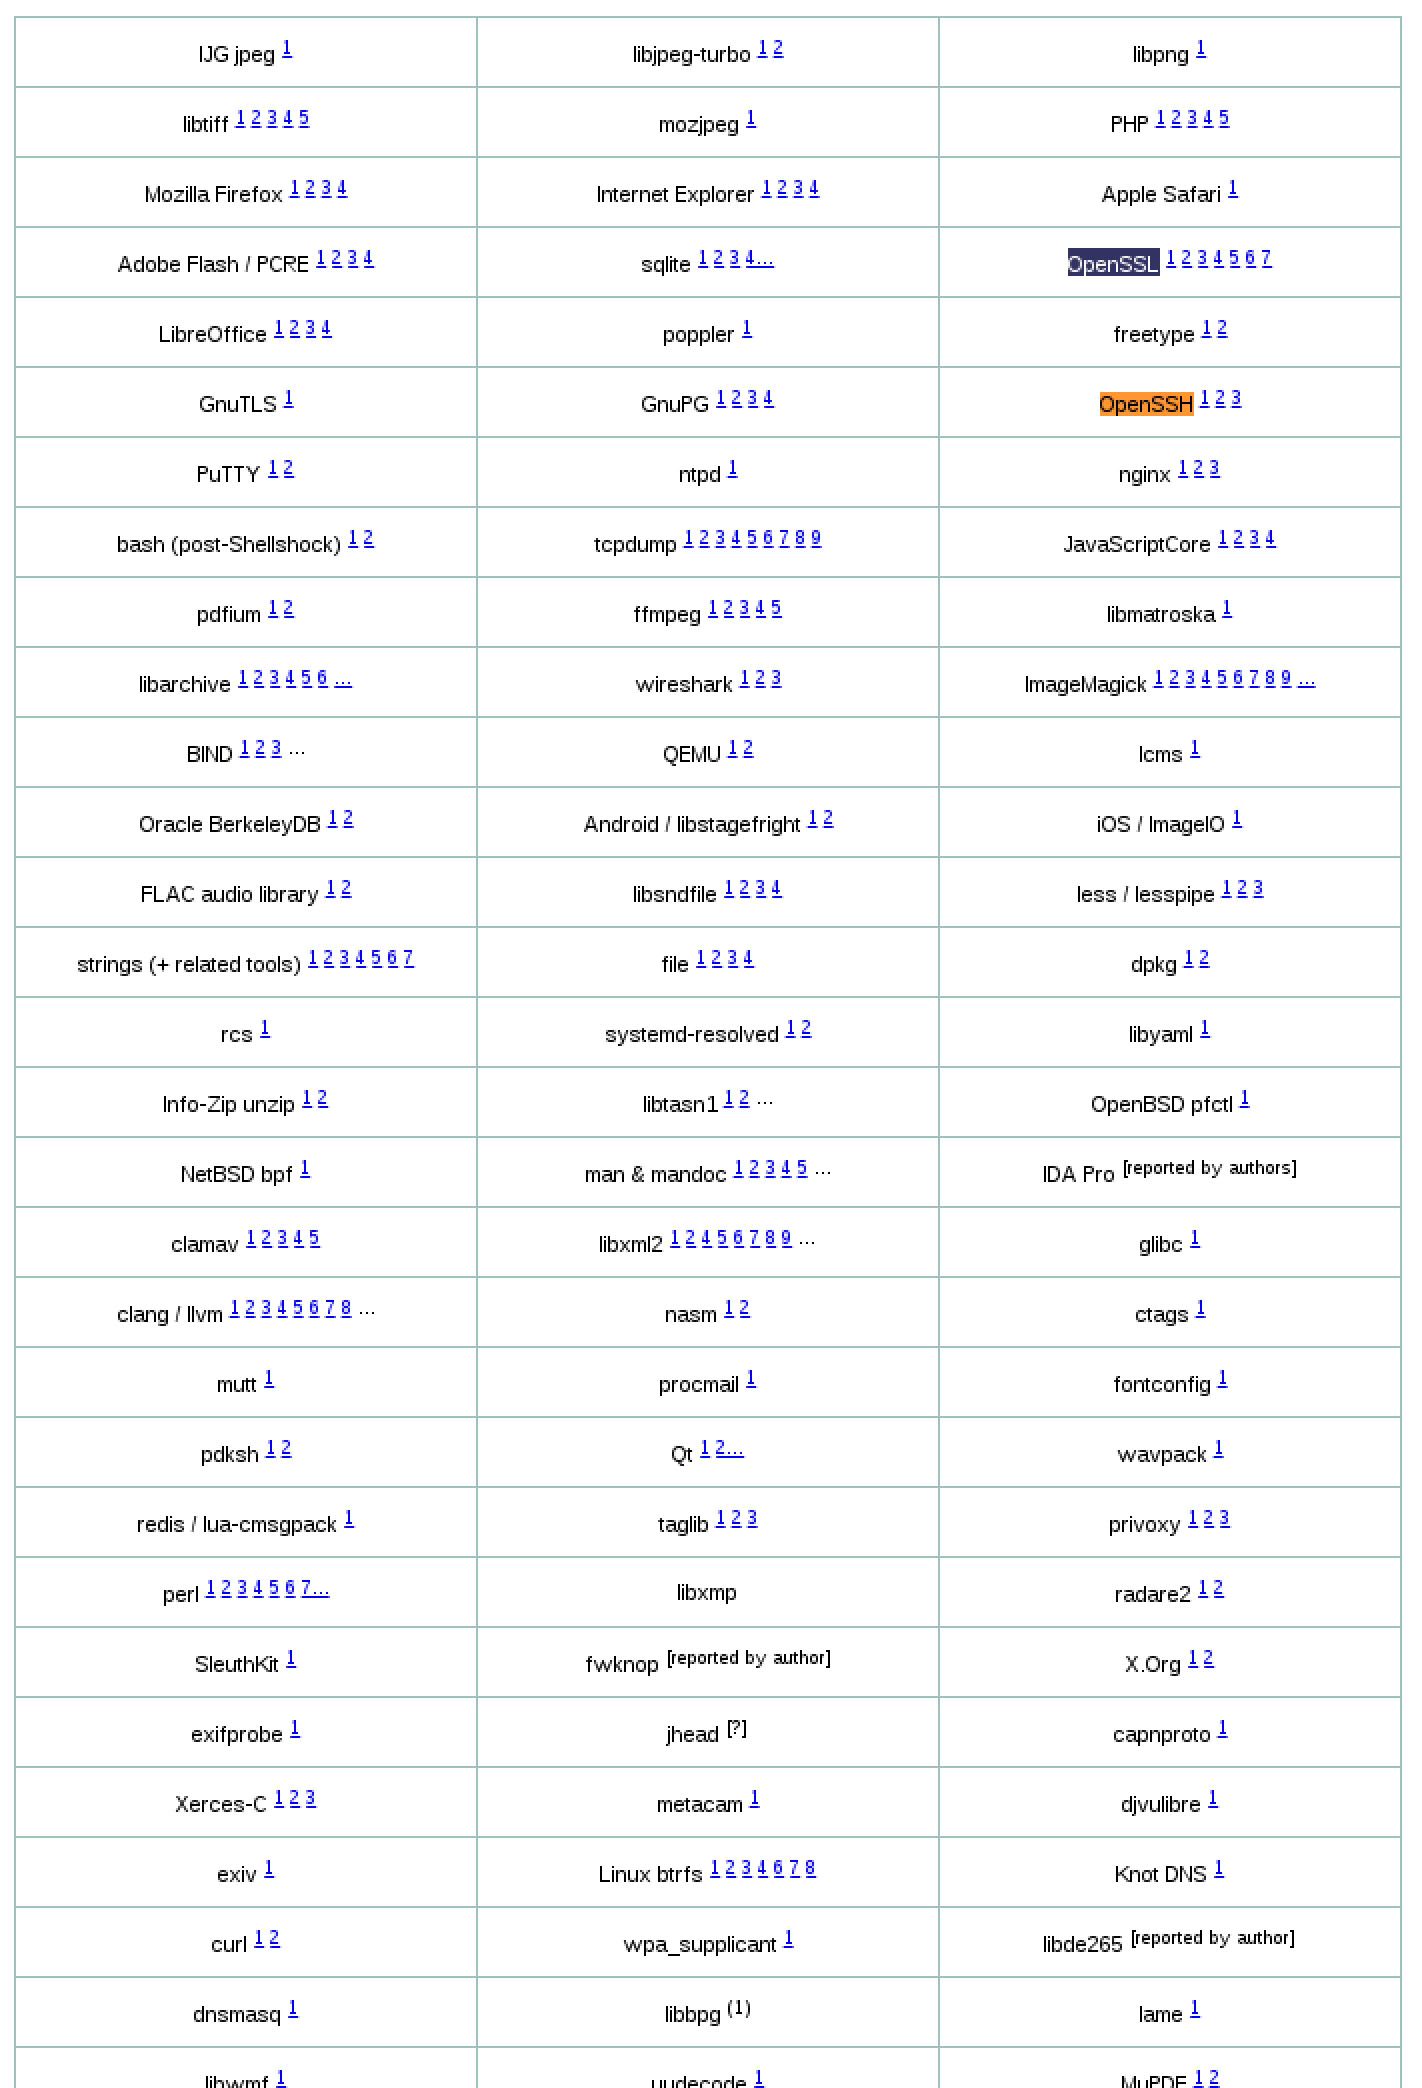 IJG jpeg 1 libjpeg-turbo 1 2 libpng 1
libtiff 1 2 3 4 5 mozjpeg 1 PHP 1 2 3 4 5
Mozilla Firefox 1 2 3 4 Internet Explorer 1 2 3 4 Apple Safari 1
Adobe Flash / PCRE 1 2 3 4 sqlite 1 2 3 4... OpenSSL 1 2 3 4 5 6 7
LibreOffice 1 2 3 4 poppler 1 freetype 1 2
GnuTLS 1 GnuPG 1 2 3 4 OpenSSH 1 2 3
PuTTY 1 2 ntpd 1 nginx 1 2 3
bash (post-Shellshock) 1 2 tcpdump 1 2 3 4 5 6 7 8 9 JavaScriptCore 1 2 3 4
pdfium 1 2 ffmpeg 1 2 3 4 5 libmatroska 1
libarchive 1 2 3 4 5 6 ... wireshark 1 2 3 ImageMagick 1 2 3 4 5 6 7 8 9 ...
BIND 1 2 3 ... QEMU 1 2 lcms 1
Oracle BerkeleyDB 1 2 Android / libstagefright 1 2 iOS / ImageIO 1
FLAC audio library 1 2 libsndfile 1 2 3 4 less / lesspipe 1 2 3
strings (+ related tools) 1 2 3 4 5 6 7 file 1 2 3 4 dpkg 1 2
rcs 1 systemd-resolved 1 2 libyaml 1
Info-Zip unzip 1 2 libtasn1 1 2 ... OpenBSD pfctl 1
NetBSD bpf 1 man & mandoc 1 2 3 4 5 ... IDA Pro [reported by authors]
clamav 1 2 3 4 5 libxml2 1 2 4 5 6 7 8 9 ... glibc 1
clang / llvm 1 2 3 4 5 6 7 8 ... nasm 1 2 ctags 1
mutt 1 procmail 1 fontconfig 1
pdksh 1 2 Qt 1 2... wavpack 1
redis / lua-cmsgpack 1 taglib 1 2 3 privoxy 1 2 3
perl 1 2 3 4 5 6 7... libxmp radare2 1 2
SleuthKit 1 fwknop [reported by author] X.Org 1 2
exifprobe 1 jhead [?] capnproto 1
Xerces-C 1 2 3 metacam 1 djvulibre 1
exiv 1 Linux btrfs 1 2 3 4 6 7 8 Knot DNS 1
curl 1 2 wpa_supplicant 1 libde265 [reported by author]
dnsmasq 1 libbpg (1) lame 1
libwmf 1 uudecode 1 MuPDF 1 2